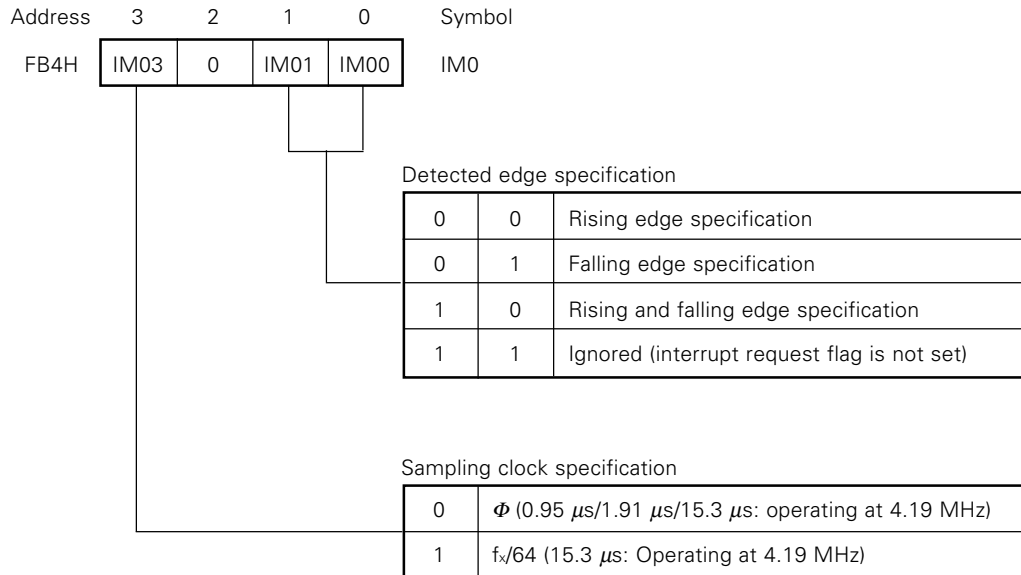 Address 3 2 1 0 Symbol
FB4H IM03 0 IM01 IM00 IM0
Detected edge specification
0 0 Rising edge specification
0 1 Falling edge specification
1 0 Rising and falling edge specification
1 1 Ignored (interrupt request flag is not set)
Sampling clock specification
0 Φ (0.95 μs/1.91 μs/15.3 μs: operating at 4.19 MHz)
1 fx/64 (15.3 μs: Operating at 4.19 MHz)